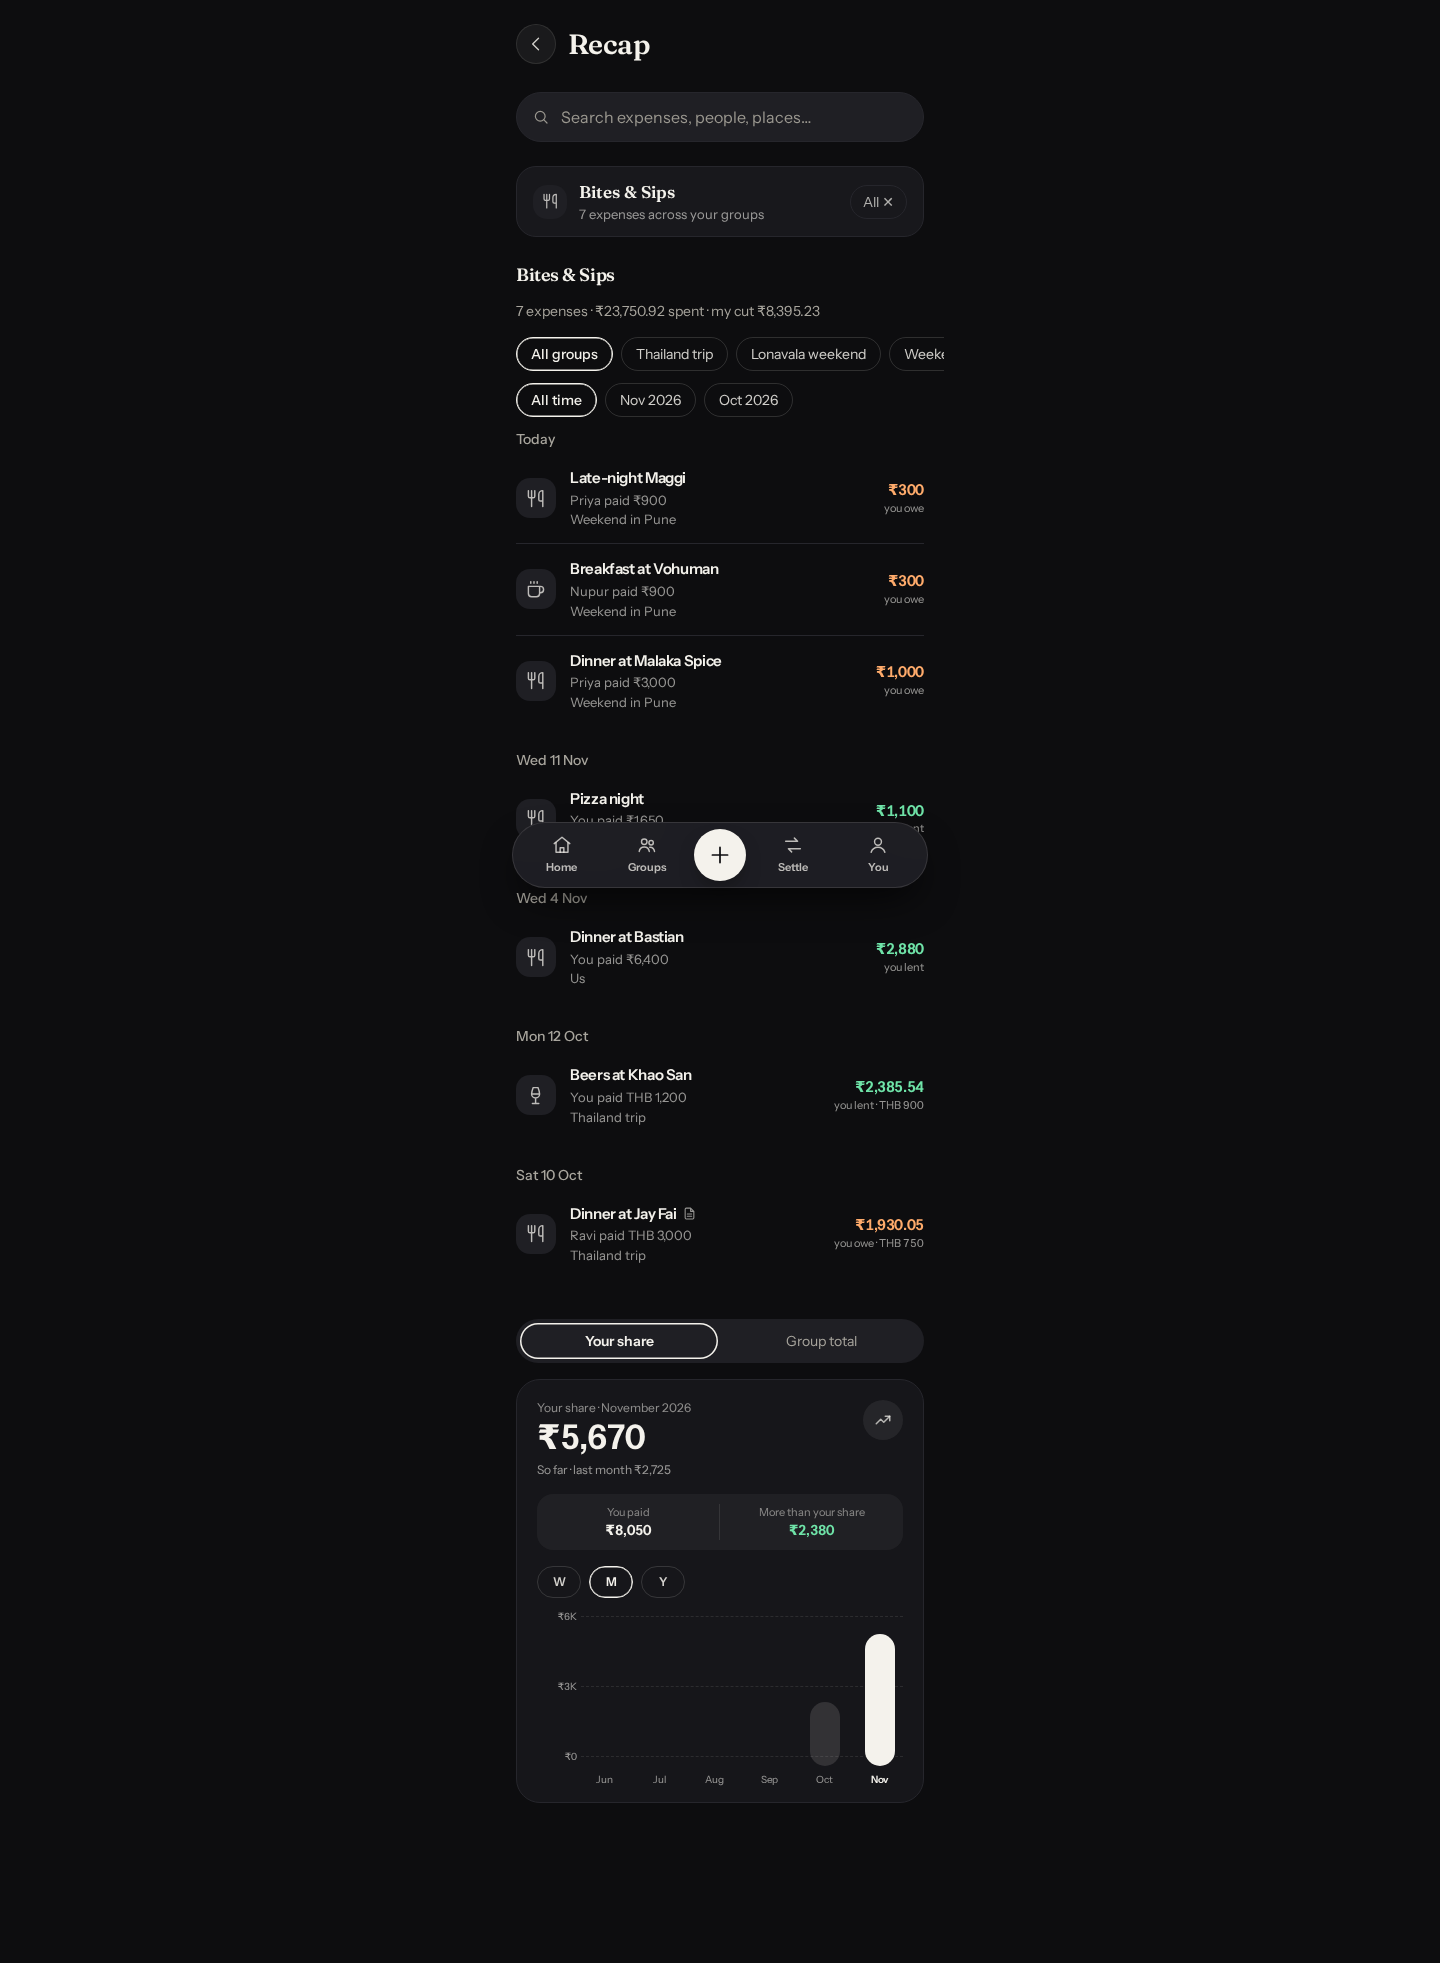 Recap
Search expenses, people, places...
Bites & Sips
7 expenses across your groups
All ✕
Bites & Sips
7 expenses · ₹23,750.92 spent · my cut ₹8,395.23
All groups
Thailand trip
Lonavala weekend
All time
Nov 2026
Oct 2026
Today
Late-night Maggi
Priya paid ₹900
Weekend in Pune
₹300
you owe
Breakfast at Vohuman
Nupur paid ₹900
Weekend in Pune
₹300
you owe
Dinner at Malaka Spice
Priya paid ₹3,000
Weekend in Pune
₹1,000
you owe
Wed 11 Nov
Pizza night
You paid ₹1,650
₹1,100
Home
Groups
Settle
You
Wed 4 Nov
Dinner at Bastian
You paid ₹6,400
Us
₹2,880
you lent
Mon 12 Oct
Beers at Khao San
You paid THB 1,200
Thailand trip
₹2,385.54
you lent · THB 900
Sat 10 Oct
Dinner at Jay Fai
Ravi paid THB 3,000
Thailand trip
₹1,930.05
you owe · THB 750
Your share
Group total
Your share · November 2026
₹5,670
So far · last month ₹2,725
You paid
₹8,050
More than your share
₹2,380
W
M
Y
₹6K
₹3K
₹0
Jun
Jul
Aug
Sep
Oct
Nov